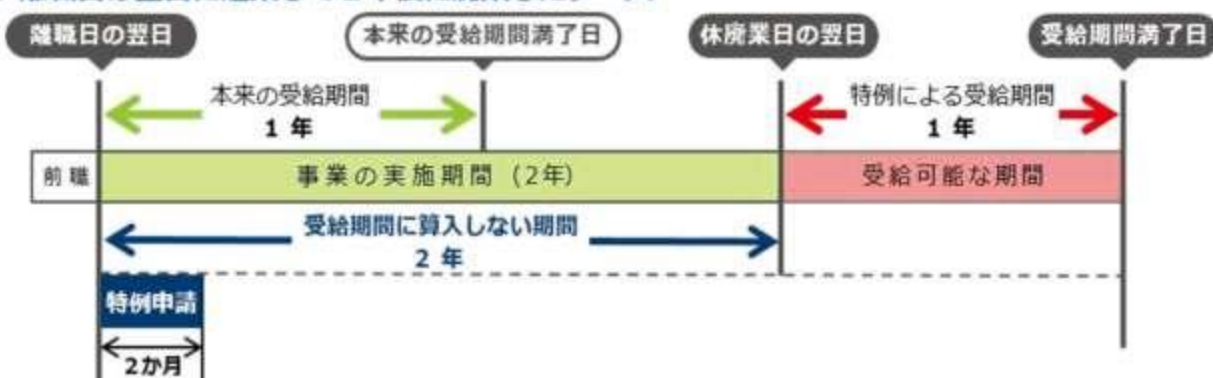 離職日の翌日
本来の受給期間満了日
休廃業日の翌日
受給期間満了日
本来の受給期間
1 年
特例による受給期間
1 年
前職
事業の実施期間 (2年)
受給可能な期間
受給期間に算入しない期間
2 年
特例申請
2か月